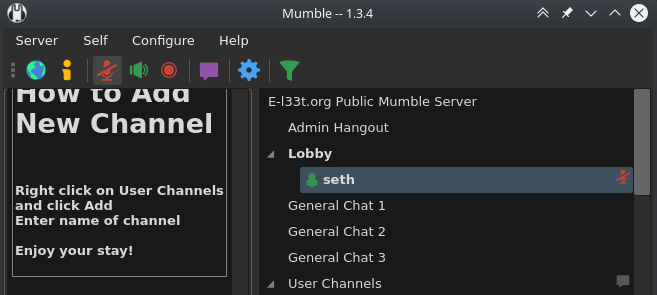 Mumble -- 1.3.4
Server Self Configure Help
How to Add
New Channel
Right click on User Channels
and click Add
Enter name of channel
Enjoy your stay!
E-l33t.org Public Mumble Server
Admin Hangout
Lobby
seth
General Chat 1
General Chat 2
General Chat 3
User Channels